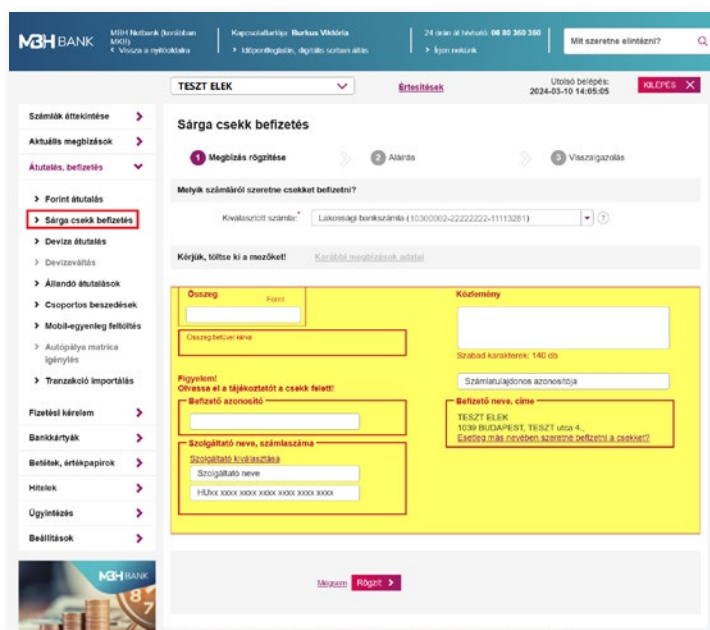 MBH BANK
MBH Netbank (korábban MKB)
< Vissza a nyitóoldalra
Kapcsolattartója: Burkus Viktória
> Időpontfoglalás, digitális sorban állás
24 órán át hívható: 06 80 350 350
> Írjon nekünk
Mit szeretne elintézni?
TESZT ELEK
Értesítések
Utolsó belépés:
2024-03-10 14:05:05
KILÉPÉS X
Számlák áttekintése
Aktuális megbízások
Átutalás, befizetés
> Forint átutalás
> Sárga csekk befizetés
> Deviza átutalás
> Devizaváltás
> Állandó átutalások
> Csoportos beszedések
> Mobil-egyenleg feltöltés
> Autópálya matrica
igénylés
> Tranzakció importálás
Fizetési kérelem
Bankkártyák
Betétek, értékpapírok
Hitelek
Ügyintézés
Beállítások
MBH BANK
Sárga csekk befizetés
1 Megbízás rögzítése
2 Aláírás
3 Visszaigazolás
Melyik számláról szeretne csekket befizetni?
Kiválasztott számla:*
Lakossági bankszámla (10300002-22222222-11113281)
?
Kérjük, töltse ki a mezőket!
Korábbi megbízások adatai
Összeg
Forint
Összeg betűvel kiírva
Figyelem!
Olvassa el a tájékoztatót a csekk felett!
Befizető azonosító
Szolgáltató neve, számlaszáma
Szolgáltató kiválasztása
Szolgáltató neve
HUxx xxxx xxxx xxxx xxxx xxxx xxxx
Közlemény
Szabad karakterek: 140 db
Számlatulajdonos azonosítója
Befizető neve, címe
TESZT ELEK
1039 BUDAPEST, TESZT utca 4.,
Esetleg más nevében szeretné befizetni a csekket?
Mégsem
Rögzít >